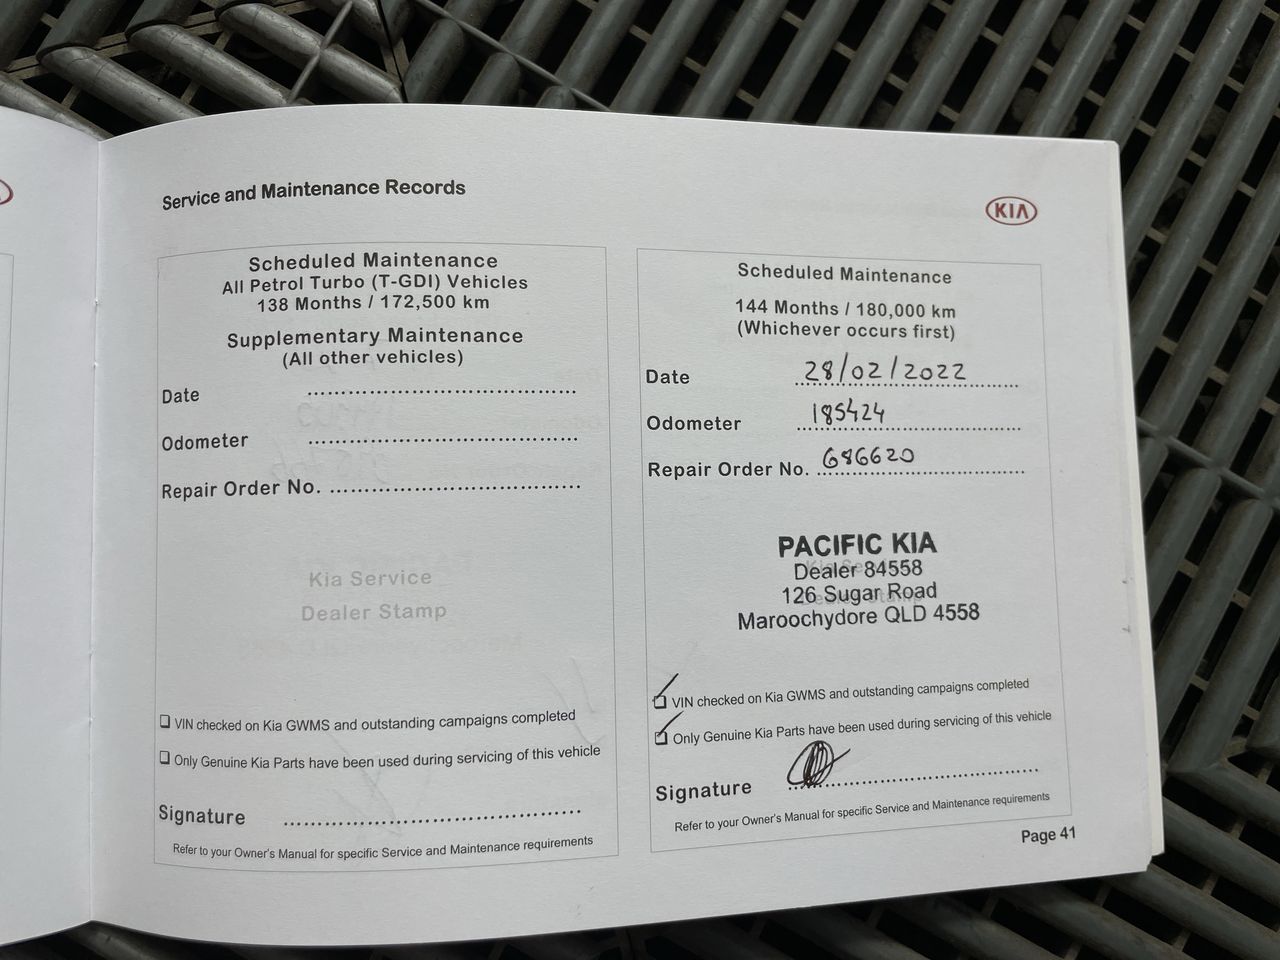 Service and Maintenance Records
KIA
Scheduled Maintenance
All Petrol Turbo (T-GDI) Vehicles
138 Months / 172,500 km
Supplementary Maintenance
(All other vehicles)
Date
Odometer
Repair Order No.
Kia Service
Dealer Stamp
VIN checked on Kia GWMS and outstanding campaigns completed
Only Genuine Kia Parts have been used during servicing of this vehicle
Signature
Refer to your Owner's Manual for specific Service and Maintenance requirements
Scheduled Maintenance
144 Months / 180,000 km
(Whichever occurs first)
Date 28/02/2022
Odometer 185424
Repair Order No. 686620
PACIFIC KIA
Dealer 84558
126 Sugar Road
Maroochydore QLD 4558
VIN checked on Kia GWMS and outstanding campaigns completed
Only Genuine Kia Parts have been used during servicing of this vehicle
Signature
Refer to your Owner's Manual for specific Service and Maintenance requirements
Page 41